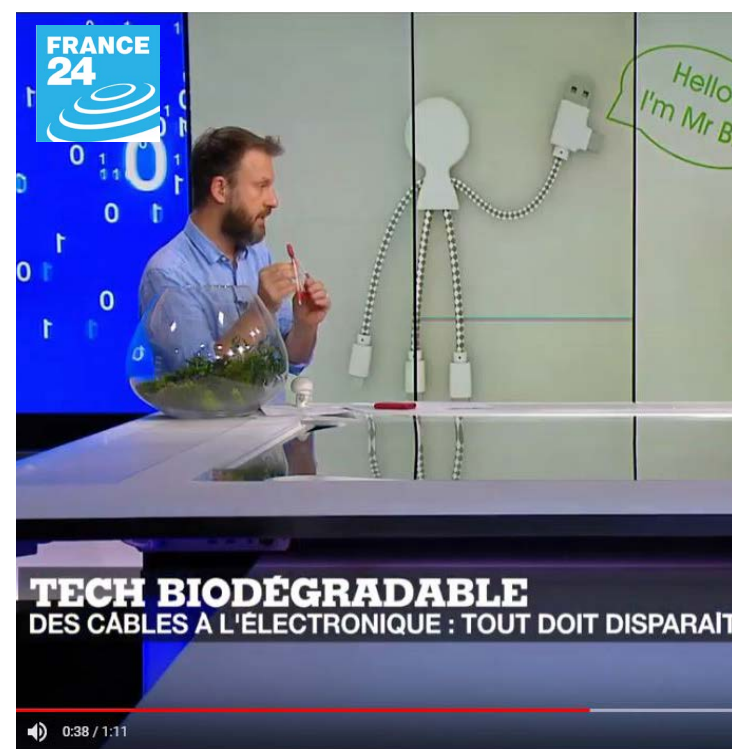 FRANCE
24
Hello
I'm Mr B
TECH BIODÉGRADABLE
DES CÂBLES À L'ÉLECTRONIQUE : TOUT DOIT DISPARAÎT
0:38 / 1:11